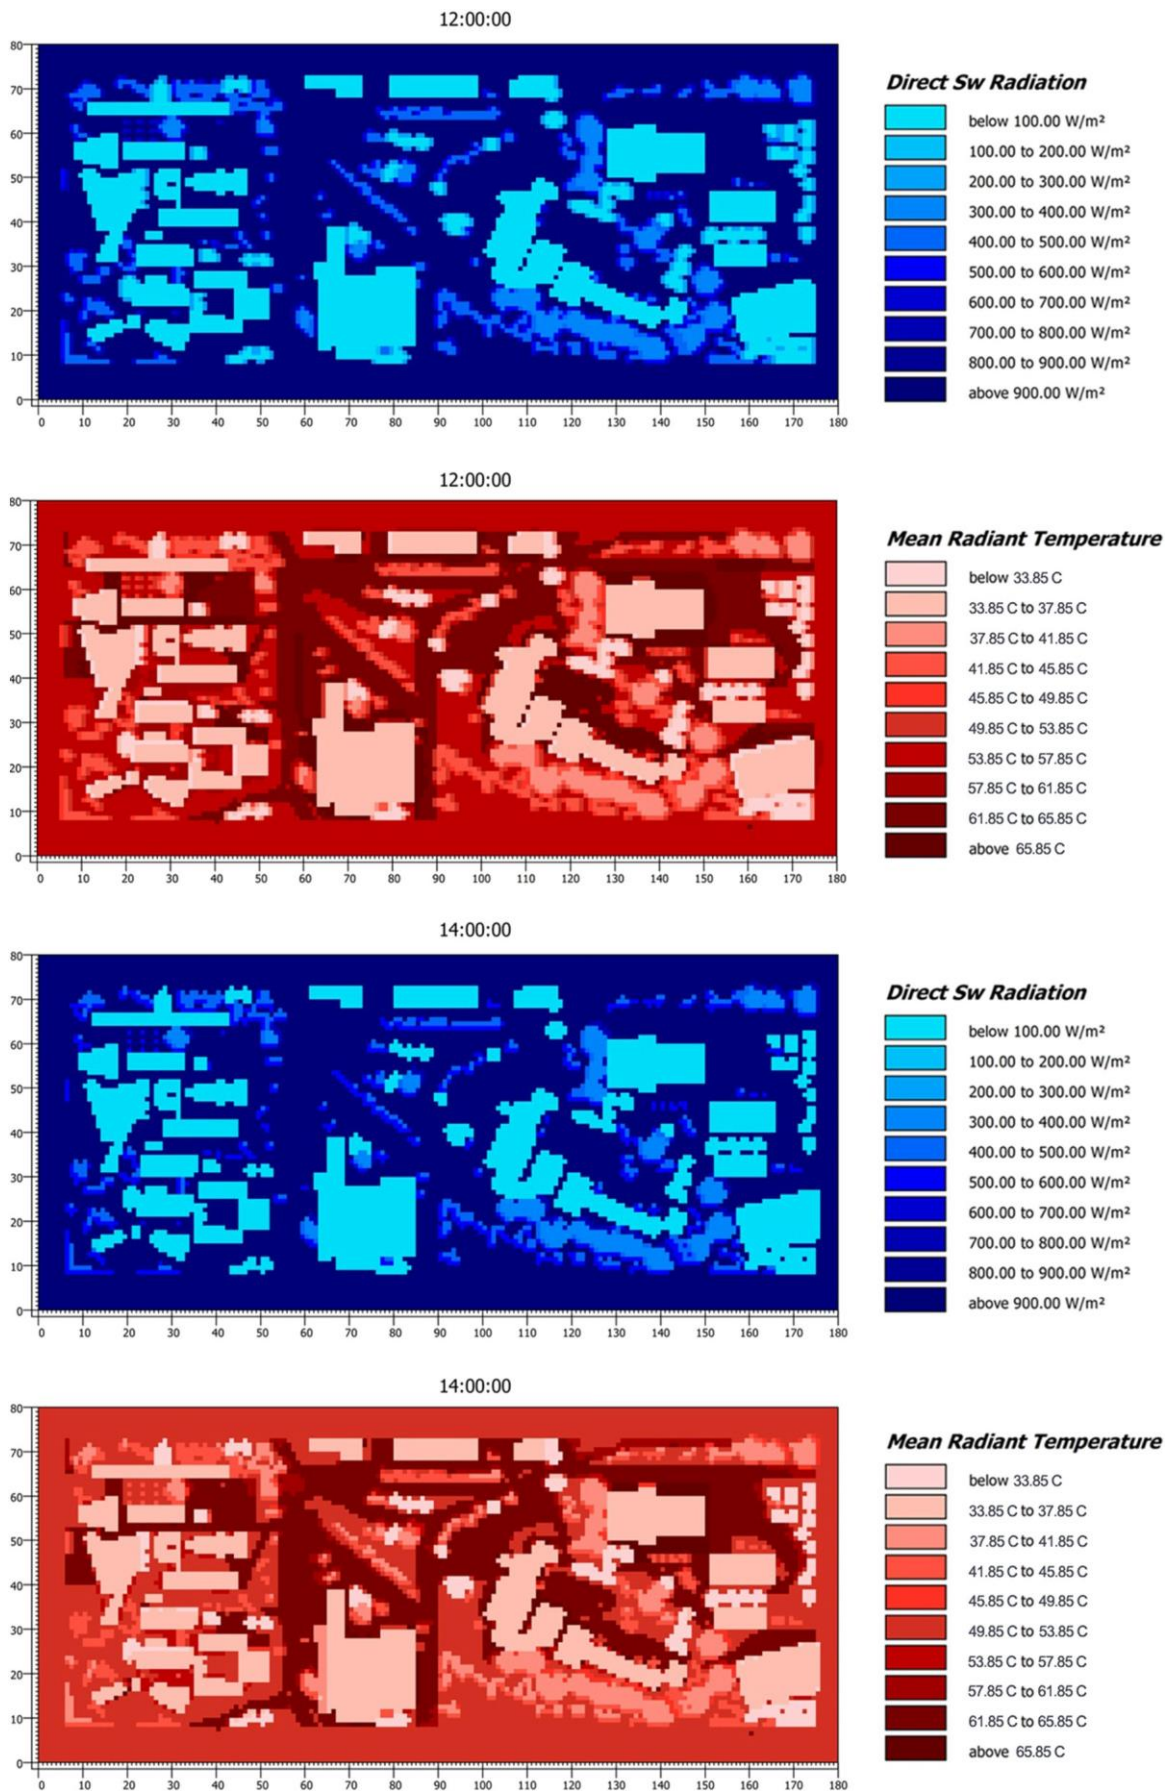 12:00:00
80
70
60
50
40
30
20
10
0
0 10 20 30 40 50 60 70 80 90 100 110 120 130 140 150 160 170 180
Direct Sw Radiation
below 100.00 W/m²
100.00 to 200.00 W/m²
200.00 to 300.00 W/m²
300.00 to 400.00 W/m²
400.00 to 500.00 W/m²
500.00 to 600.00 W/m²
600.00 to 700.00 W/m²
700.00 to 800.00 W/m²
800.00 to 900.00 W/m²
above 900.00 W/m²
12:00:00
80
70
60
50
40
30
20
10
0
0 10 20 30 40 50 60 70 80 90 100 110 120 130 140 150 160 170 180
Mean Radiant Temperature
below 33.85 C
33.85 C to 37.85 C
37.85 C to 41.85 C
41.85 C to 45.85 C
45.85 C to 49.85 C
49.85 C to 53.85 C
53.85 C to 57.85 C
57.85 C to 61.85 C
61.85 C to 65.85 C
above 65.85 C
14:00:00
80
70
60
50
40
30
20
10
0
0 10 20 30 40 50 60 70 80 90 100 110 120 130 140 150 160 170 180
Direct Sw Radiation
below 100.00 W/m²
100.00 to 200.00 W/m²
200.00 to 300.00 W/m²
300.00 to 400.00 W/m²
400.00 to 500.00 W/m²
500.00 to 600.00 W/m²
600.00 to 700.00 W/m²
700.00 to 800.00 W/m²
800.00 to 900.00 W/m²
above 900.00 W/m²
14:00:00
80
70
60
50
40
30
20
10
0
0 10 20 30 40 50 60 70 80 90 100 110 120 130 140 150 160 170 180
Mean Radiant Temperature
below 33.85 C
33.85 C to 37.85 C
37.85 C to 41.85 C
41.85 C to 45.85 C
45.85 C to 49.85 C
49.85 C to 53.85 C
53.85 C to 57.85 C
57.85 C to 61.85 C
61.85 C to 65.85 C
above 65.85 C